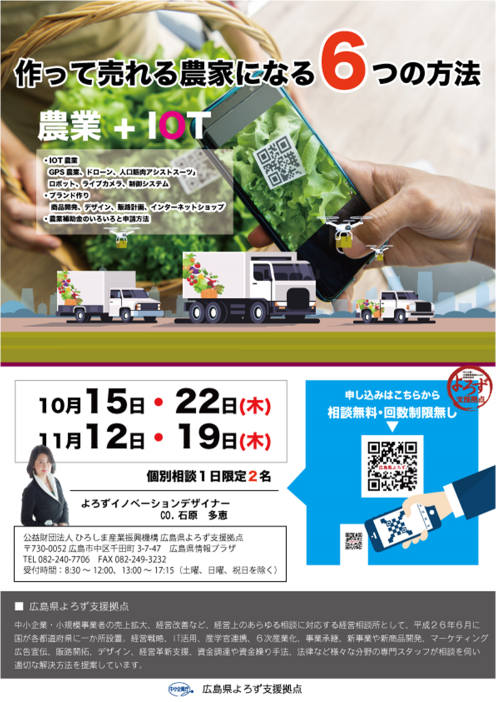 作って売れる農家になる6つの方法
農業 + IOT
・IOT農業
GPS農業、ドローン、人口筋肉アシストスーツ、
ロボット、ライブカメラ、制御システム
・ブランド作り
商品開発、デザイン、販路計画、インターネットショップ
・農業補助金のいろいろと申請方法
よろず
支援拠点
10月15日・22日(木)
11月12日・19日(木)
個別相談1日限定2名
よろずイノベーションデザイナー
CO. 石原 多恵
申し込みはこちらから
相談無料・回数制限無し
広島県よろず
公益財団法人 ひろしま産業振興機構 広島県よろず支援拠点
〒730-0052 広島市中区千田町 3-7-47 広島県情報プラザ
TEL 082-240-7706 FAX 082-249-3232
受付時間：8:30 〜 12:00、13:00 〜 17:15（土曜、日曜、祝日を除く）
■ 広島県よろず支援拠点
中小企業・小規模事業者の売上拡大、経営改善など、経営上のあらゆる相談に対応する経営相談所として、平成２６年６月に
国が各都道府県に一か所設置。経営戦略、IT活用、産学官連携、６次産業化、事業承継、新事業や新商品開発、マーケティング
広告宣伝、販路開拓、デザイン、経営革新支援、資金調達や資金繰り手法、法律など様々な分野の専門スタッフが相談を伺い
適切な解決方法を提案しています。
中小企業庁
広島県よろず支援拠点